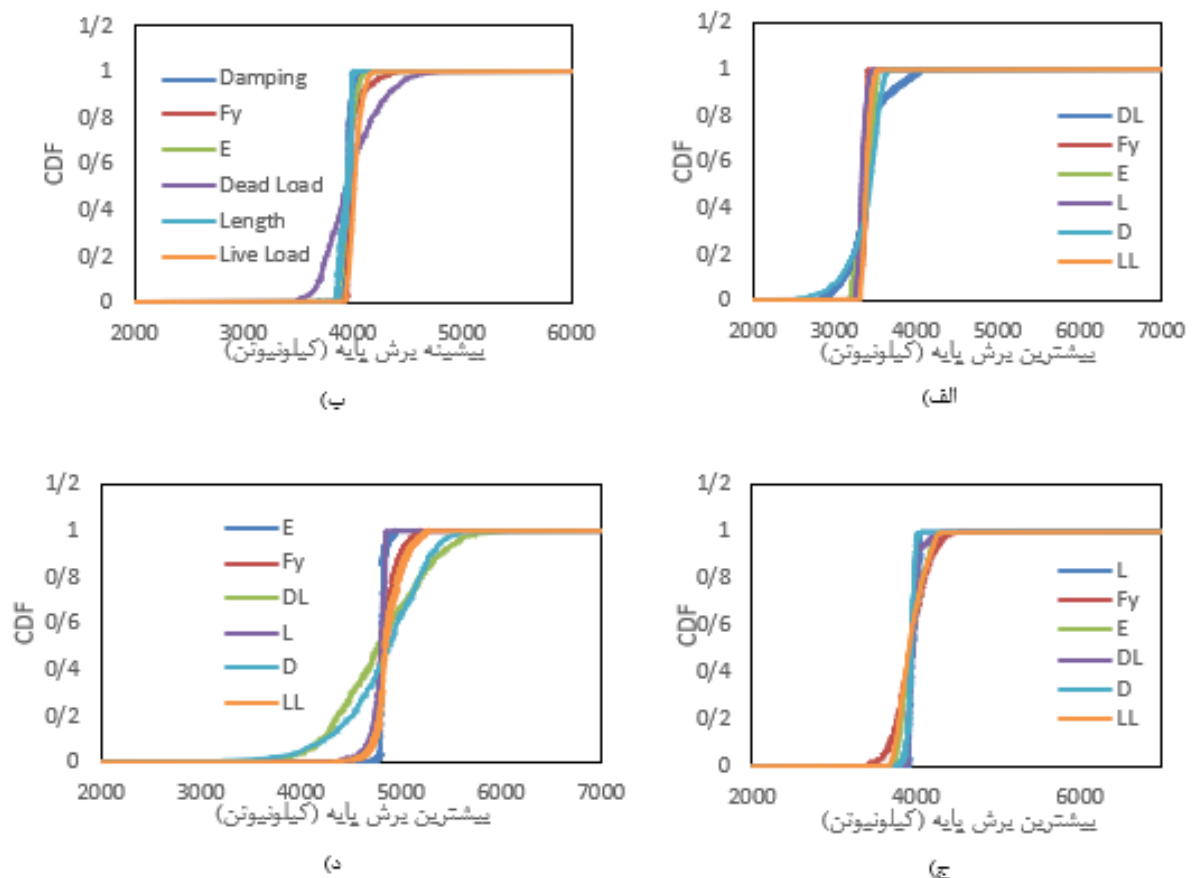 1/2
1
0/8
0/6
0/4
0/2
0
CDF
Damping
Fy
E
Dead Load
Length
Live Load
2000 3000 4000 5000 6000
بیشینه برش پایه (کیلونیوتن)
ب)
1/2
1
0/8
0/6
0/4
0/2
0
CDF
DL
Fy
E
L
D
LL
2000 3000 4000 5000 6000 7000
بیشترین برش پایه (کیلونیوتن)
الف)
1/2
1
0/8
0/6
0/4
0/2
0
CDF
E
Fy
DL
L
D
LL
2000 3000 4000 5000 6000 7000
بیشترین برش پایه (کیلونیوتن)
د)
1/2
1
0/8
0/6
0/4
0/2
0
CDF
L
Fy
E
DL
D
LL
2000 4000 6000
بیشترین برش پایه (کیلونیوتن)
ج)